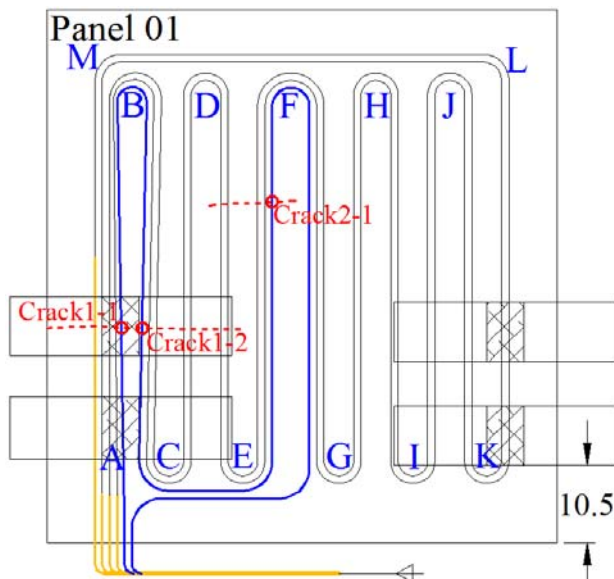 Panel 01
M
L
B
D
F
H
J
Crack2-1
Crack1-1
Crack1-2
A
C
E
G
I
K
10.5